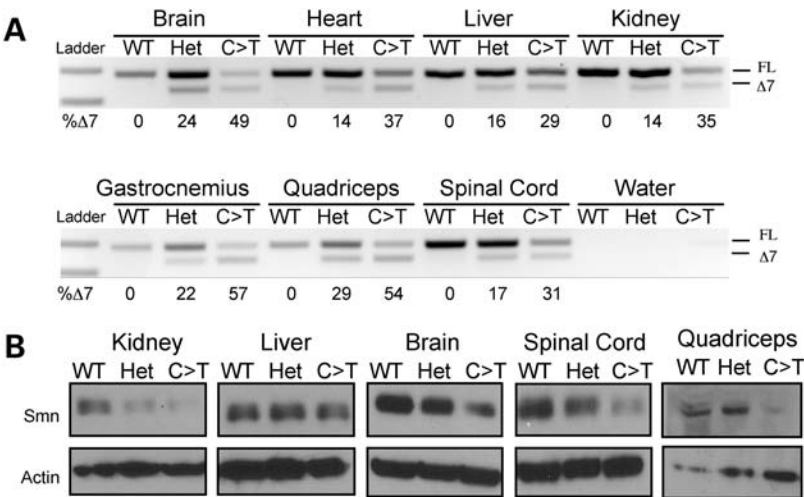 A
Brain Heart Liver Kidney
Ladder WT Het C>T WT Het C>T WT Het C>T WT Het C>T
FL
Δ7
%Δ7 0 24 49 0 14 37 0 16 29 0 14 35
Gastrocnemius Quadriceps Spinal Cord Water
Ladder WT Het C>T WT Het C>T WT Het C>T WT Het C>T
FL
Δ7
%Δ7 0 22 57 0 29 54 0 17 31
B
Kidney Liver Brain Spinal Cord Quadriceps
WT Het C>T WT Het C>T WT Het C>T WT Het C>T WT Het C>T
Smn
Actin